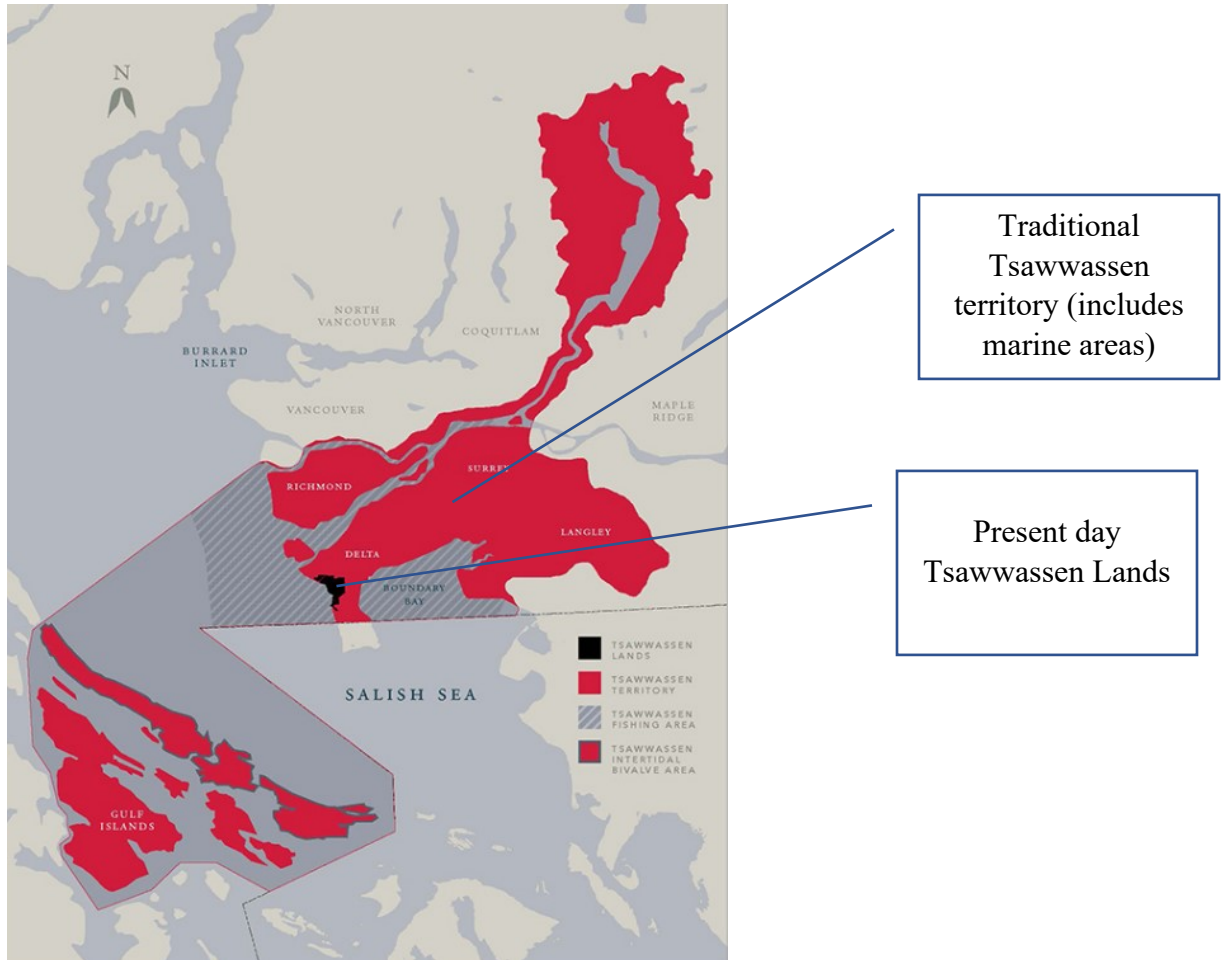 N
NORTH
VANCOUVER
COQUITLAM
BURRARD
INLET
VANCOUVER
MAPLE
RIDGE
SURREY
RICHMOND
LANGLEY
DELTA
BOUNDARY
BAY
TSAWWASSEN
LANDS
TSAWWASSEN
TERRITORY
TSAWWASSEN
FISHING AREA
TSAWWASSEN
INTERTIDAL
BIVALVE AREA
SALISH SEA
GULF
ISLANDS
Traditional
Tsawwassen
territory (includes
marine areas)
Present day
Tsawwassen Lands